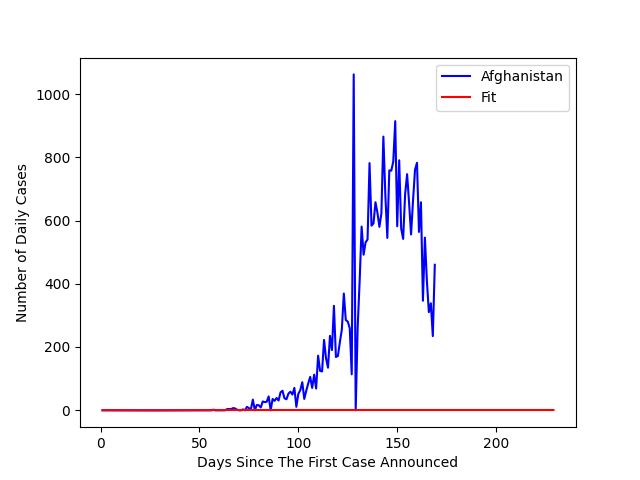 Afghanistan
Fit
Number of Daily Cases
1000
800
600
400
200
0
0 50 100 150 200
Days Since The First Case Announced